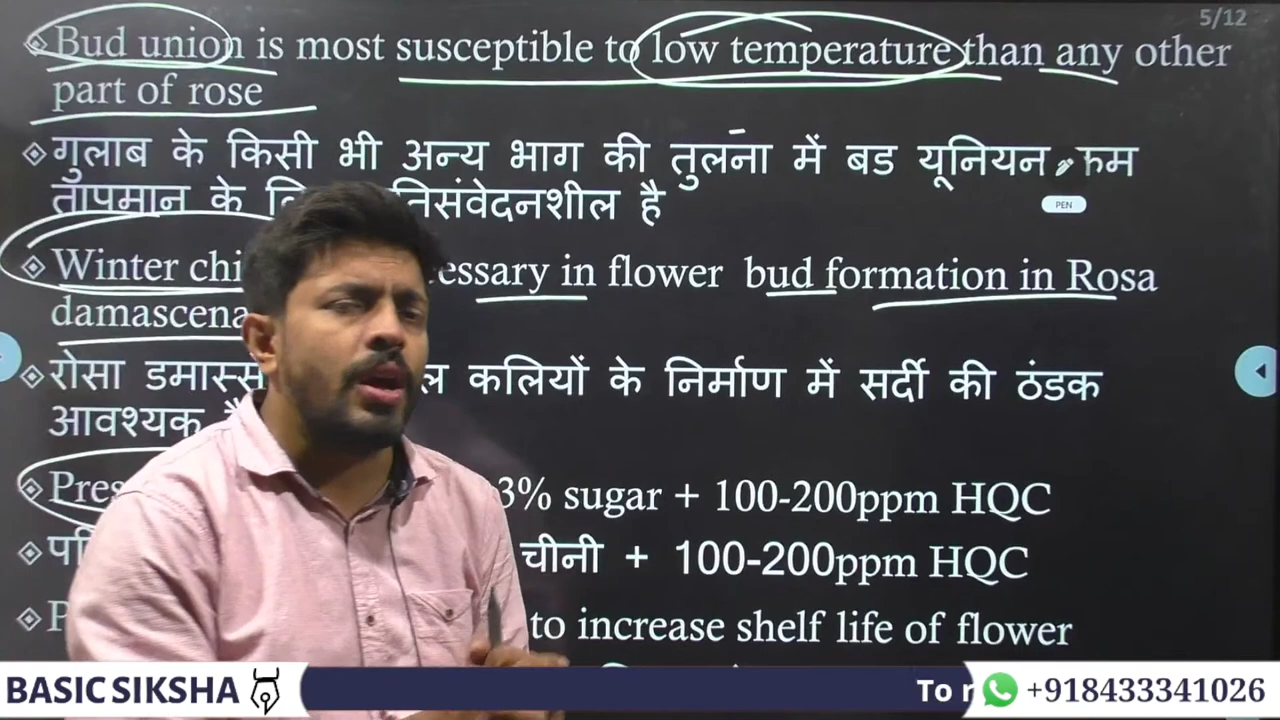 5/12
Bud union is most susceptible to low temperature than any other
part of rose
गुलाब के किसी भी अन्य भाग की तुलना में बड यूनियन कम
तापमान के तिसंवेदनशील है
PEN
Winter chi essary in flower bud formation in Rosa
damascena
रोसा डमास्स ल कलियों के निर्माण में सर्दी की ठंडक
आवश्यक
Pres 3% sugar + 100-200ppm HQC
चीनी + 100-200ppm HQC
P to increase shelf life of flower
BASIC SIKSHA To +918433341026